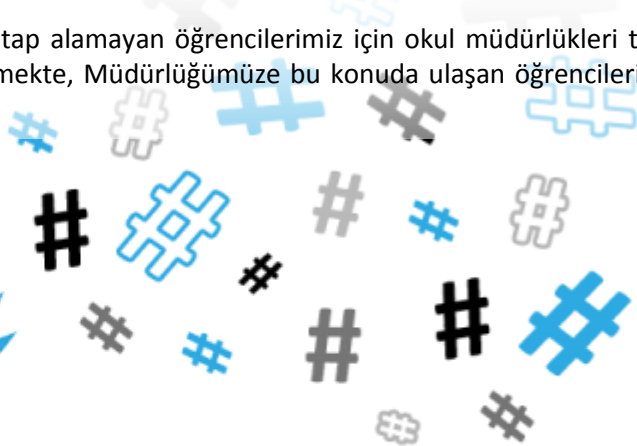 tap alamayan öğrencilerimiz için okul müdürlükleri t
mekte, Müdürlüğümüze bu konuda ulaşan öğrencileri